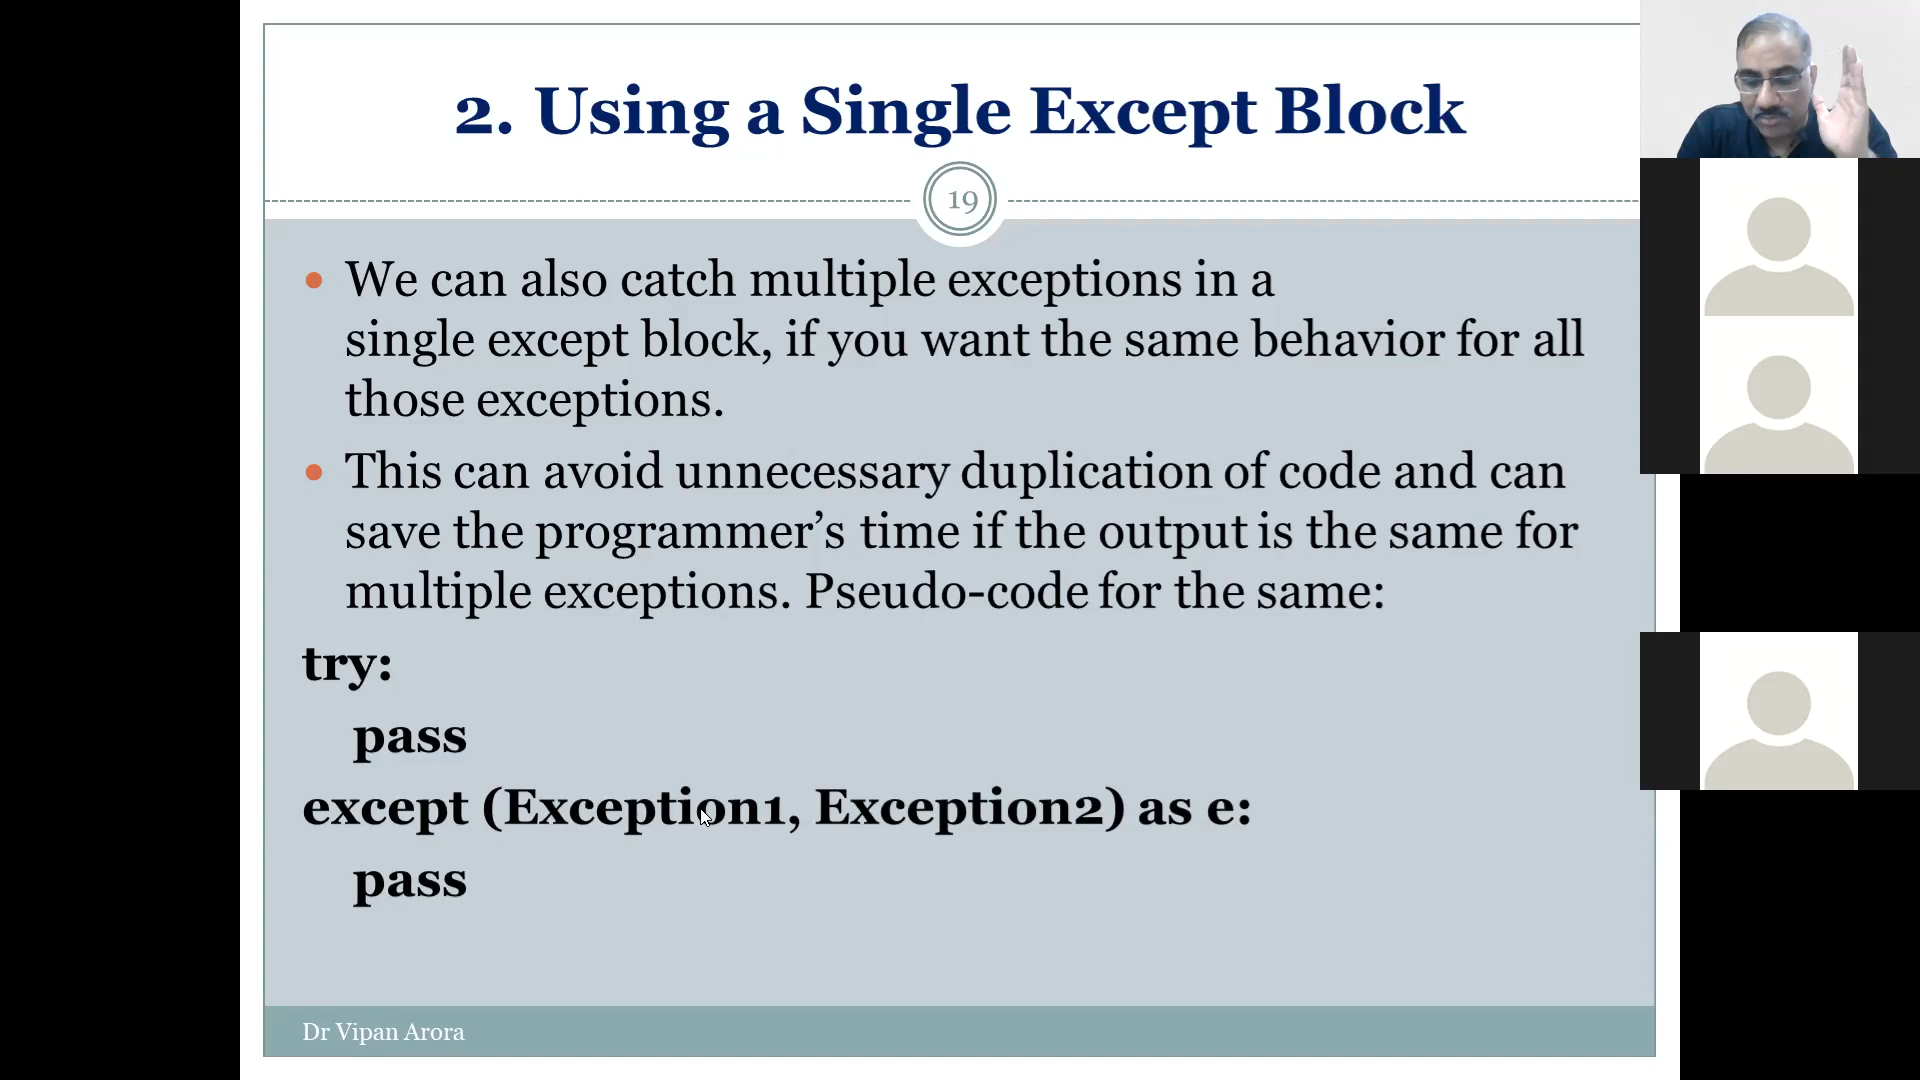 2. Using a Single Except Block
19
We can also catch multiple exceptions in a
single except block, if you want the same behavior for all
those exceptions.
This can avoid unnecessary duplication of code and can
save the programmer’s time if the output is the same for
multiple exceptions. Pseudo-code for the same:
try:
pass
except (Exception1, Exception2) as e:
pass
Dr Vipan Arora